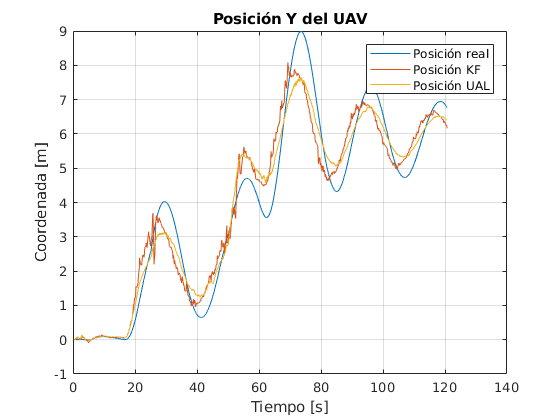 Posición Y del UAV
Posición real
Posición KF
Posición UAL
Coordenada [m]
9
8
7
6
5
4
3
2
1
0
-1
0 20 40 60 80 100 120 140
Tiempo [s]